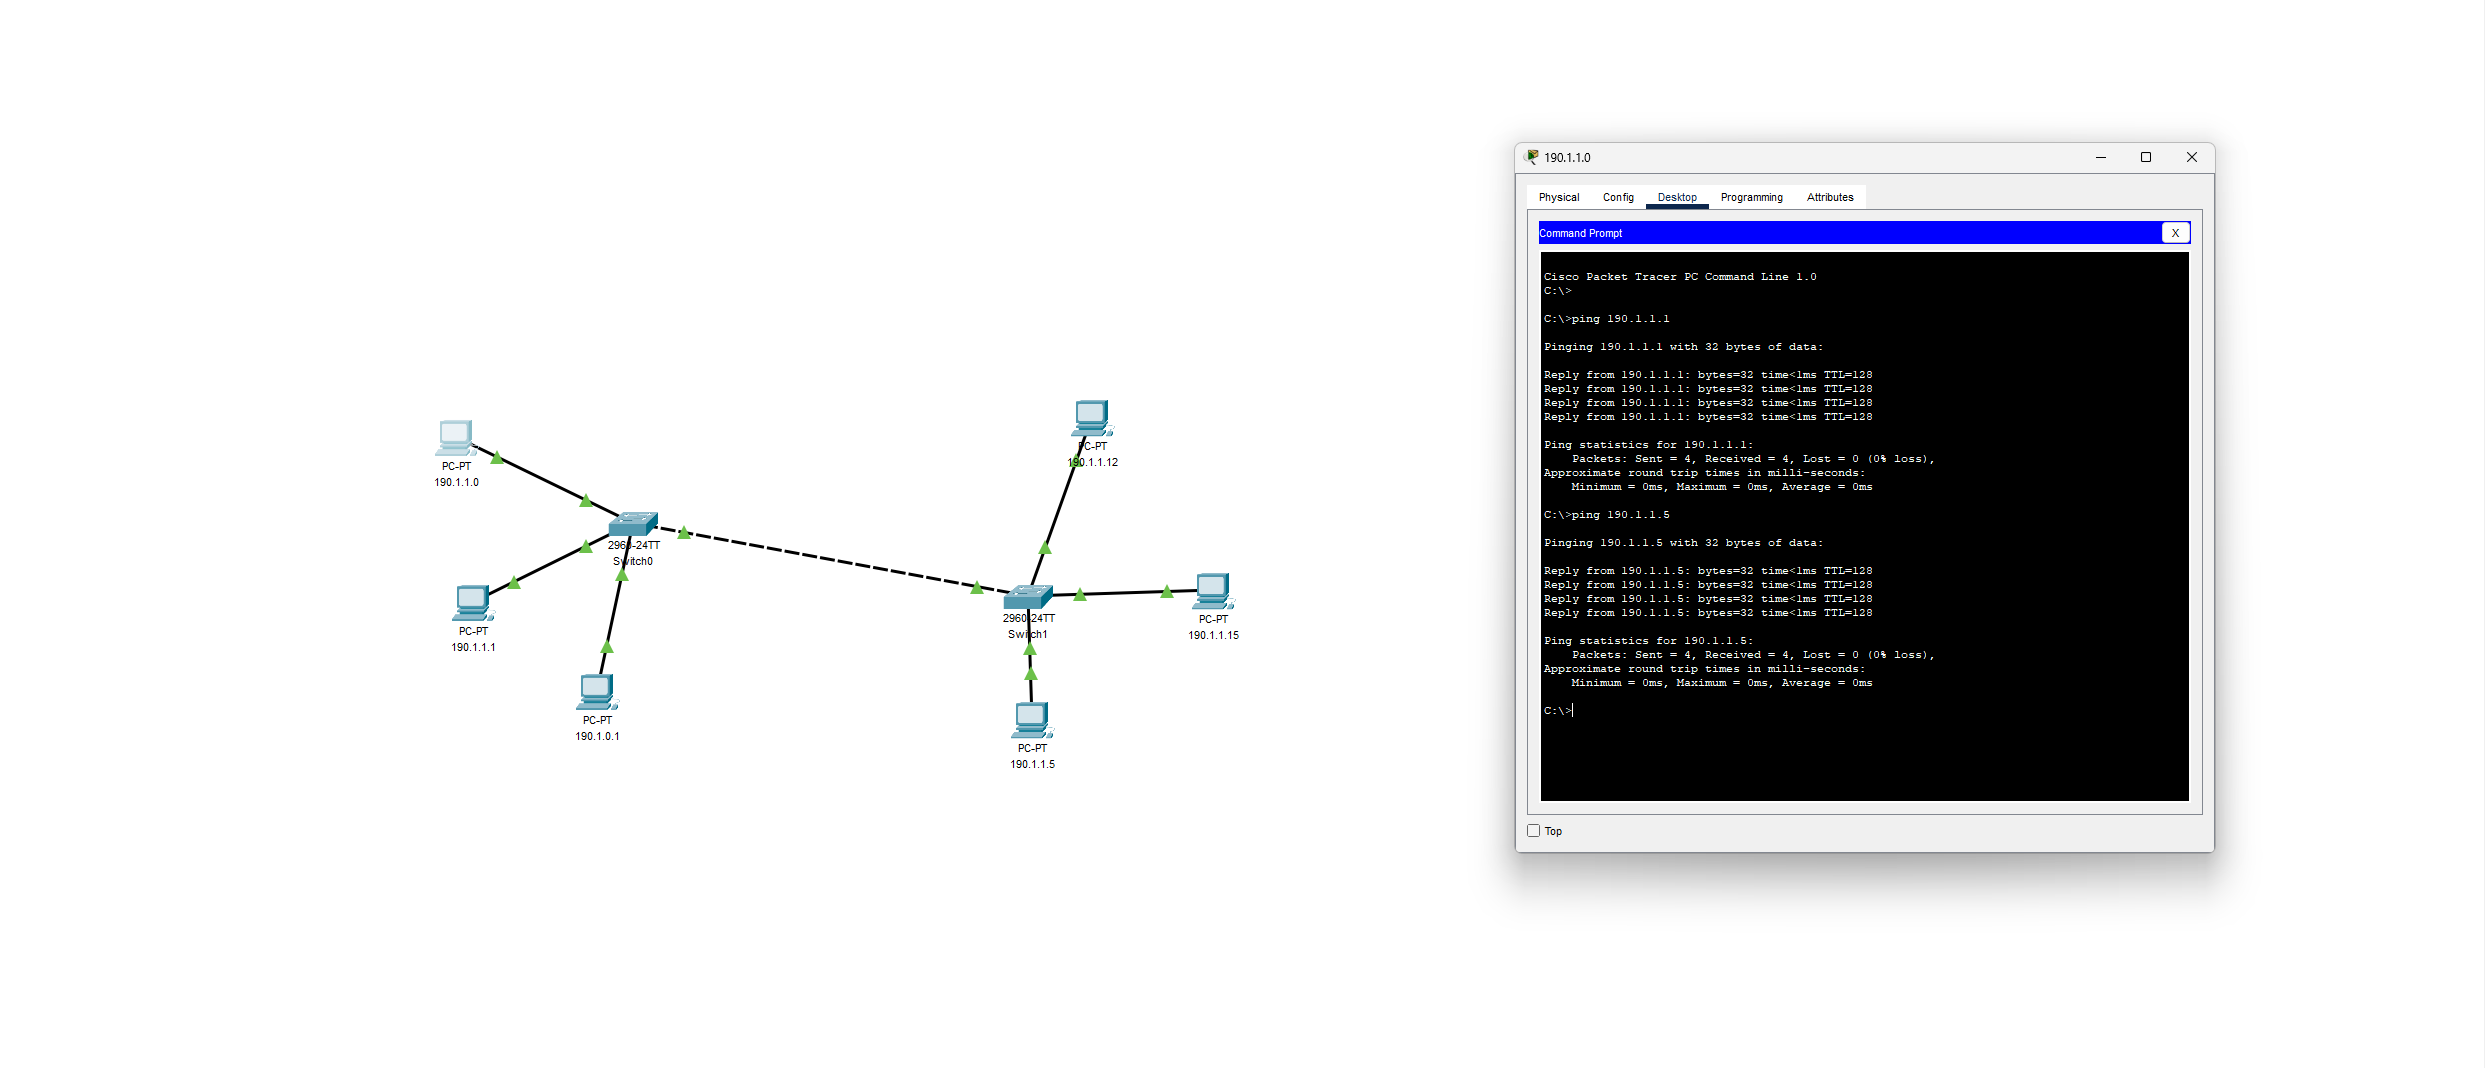 PC-PT
190.1.1.0
2960-24TT
Switch0
PC-PT
190.1.1.1
PC-PT
190.1.0.1
PC-PT
190.1.1.12
2960-24TT
Switch1
PC-PT
190.1.1.15
PC-PT
190.1.1.5
190.1.1.0
Physical Config Desktop Programming Attributes
Command Prompt X
Cisco Packet Tracer PC Command Line 1.0
C:\>
C:\>ping 190.1.1.1
Pinging 190.1.1.1 with 32 bytes of data:
Reply from 190.1.1.1: bytes=32 time<1ms TTL=128
Reply from 190.1.1.1: bytes=32 time<1ms TTL=128
Reply from 190.1.1.1: bytes=32 time<1ms TTL=128
Reply from 190.1.1.1: bytes=32 time<1ms TTL=128
Ping statistics for 190.1.1.1:
Packets: Sent = 4, Received = 4, Lost = 0 (0% loss),
Approximate round trip times in milli-seconds:
Minimum = 0ms, Maximum = 0ms, Average = 0ms
C:\>ping 190.1.1.5
Pinging 190.1.1.5 with 32 bytes of data:
Reply from 190.1.1.5: bytes=32 time<1ms TTL=128
Reply from 190.1.1.5: bytes=32 time<1ms TTL=128
Reply from 190.1.1.5: bytes=32 time<1ms TTL=128
Reply from 190.1.1.5: bytes=32 time<1ms TTL=128
Ping statistics for 190.1.1.5:
Packets: Sent = 4, Received = 4, Lost = 0 (0% loss),
Approximate round trip times in milli-seconds:
Minimum = 0ms, Maximum = 0ms, Average = 0ms
C:\>
Top